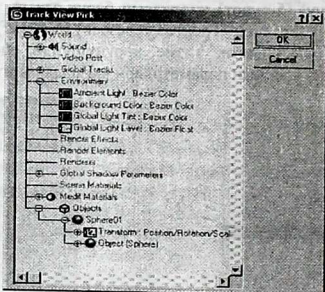 Track View Pick
World
Sound
Video Post
Global Tracks
Environment
Ambient Light : Bezier Color
Background Color : Bezier Color
Global Light Tint : Bezier Color
Global Light Level : Bezier Float
Render Effects
Render Elements
Renderer
Global Shadow Parameters
Scene Materials
Medit Materials
Objects
Sphere01
Transform : Position/Rotation/Scal
Object (Sphere)
OK
Cancel